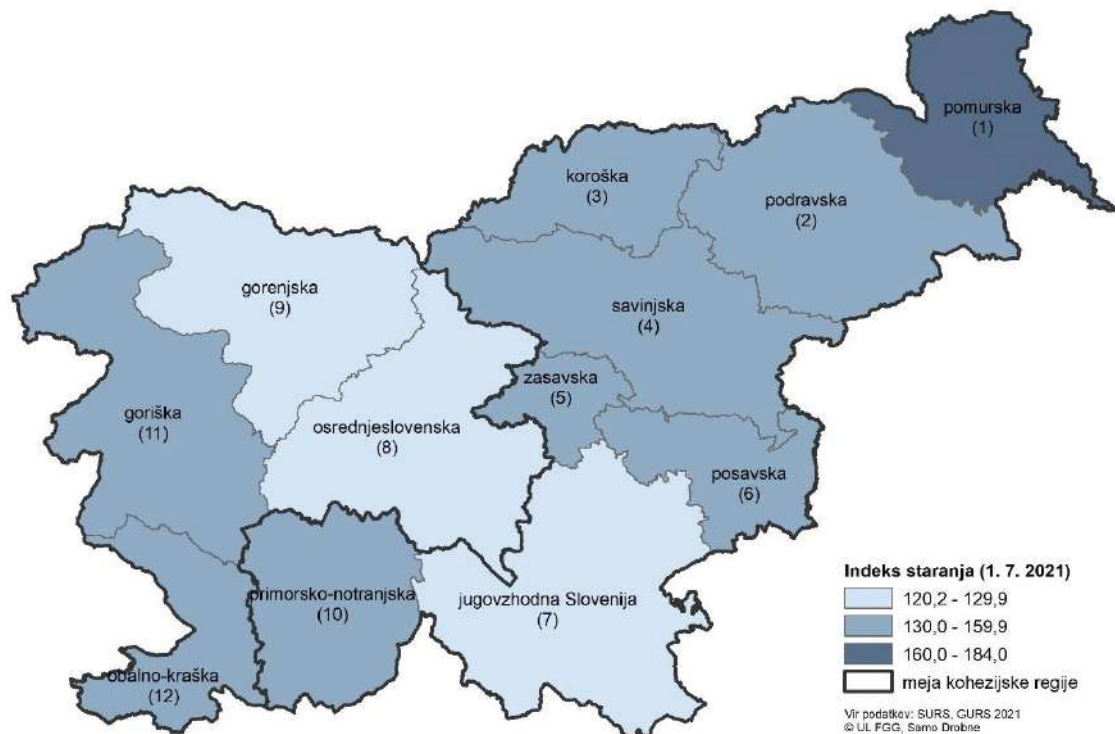 pomurska
(1)
koroška
(3)
podravska
(2)
gorenjska
(9)
savinjska
(4)
zasavska
(5)
goriška
(11)
osrednjeslovenska
(8)
posavska
(6)
primorsko-notranjska
(10)
jugovzhodna Slovenija
(7)
obalno-kraška
(12)
Indeks staranja (1. 7. 2021)
120,2 - 129,9
130,0 - 159,9
160,0 - 184,0
meja kohezijske regije
Vir podatkov: SURS, GURS 2021
© UL FGG, Samo Drobne